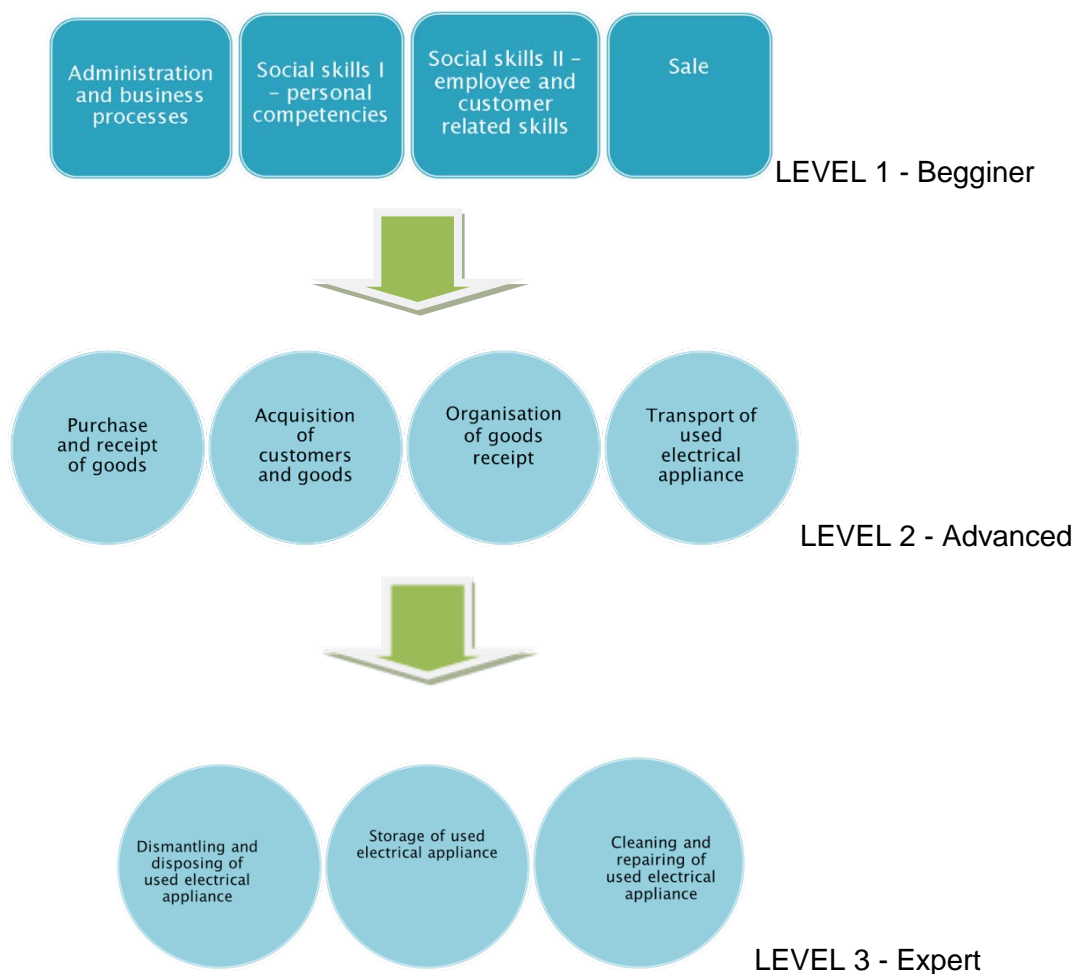 Administration
and business
processes
Social skills I
– personal
competencies
Social skills II –
employee and
customer
related skills
Sale
LEVEL 1 - Begginer
Purchase
and receipt
of goods
Acquisition
of
customers
and goods
Organisation
of goods
receipt
Transport of
used
electrical
appliance
LEVEL 2 - Advanced
Dismantling and
disposing of
used electrical
appliance
Storage of used
electrical appliance
Cleaning and
repairing of
used electrical
appliance
LEVEL 3 - Expert